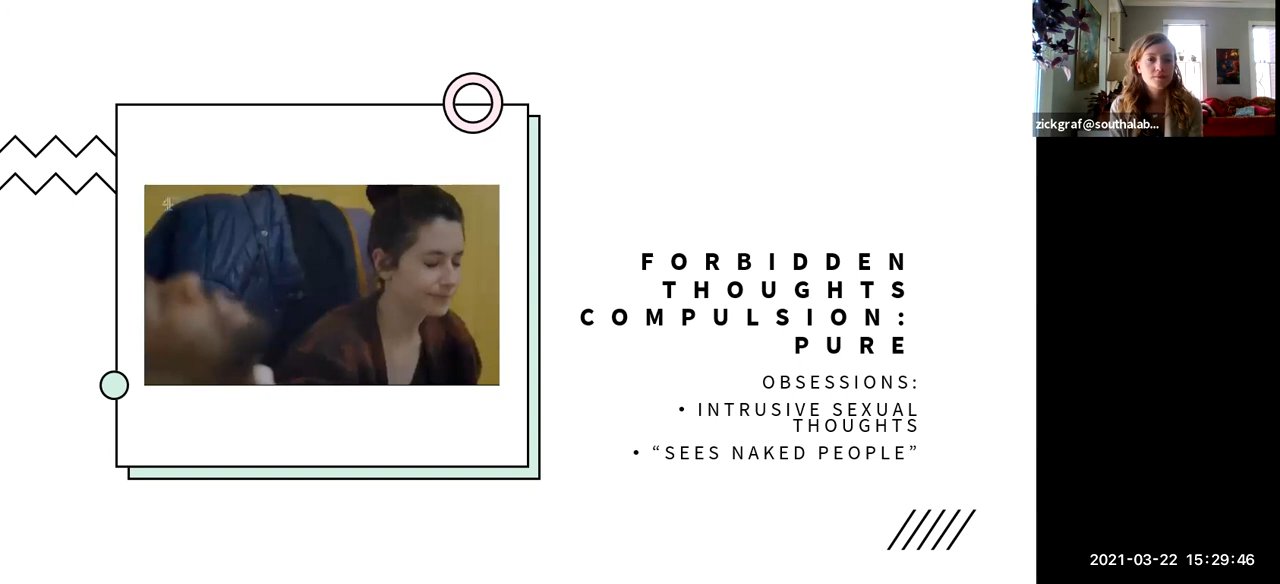 FORBIDDEN
THOUGHTS
COMPULSION:
PURE
OBSESSIONS:
• INTRUSIVE SEXUAL
THOUGHTS
• “SEES NAKED PEOPLE”
4
zickgraf@southalab...
2021-03-22 15:29:46